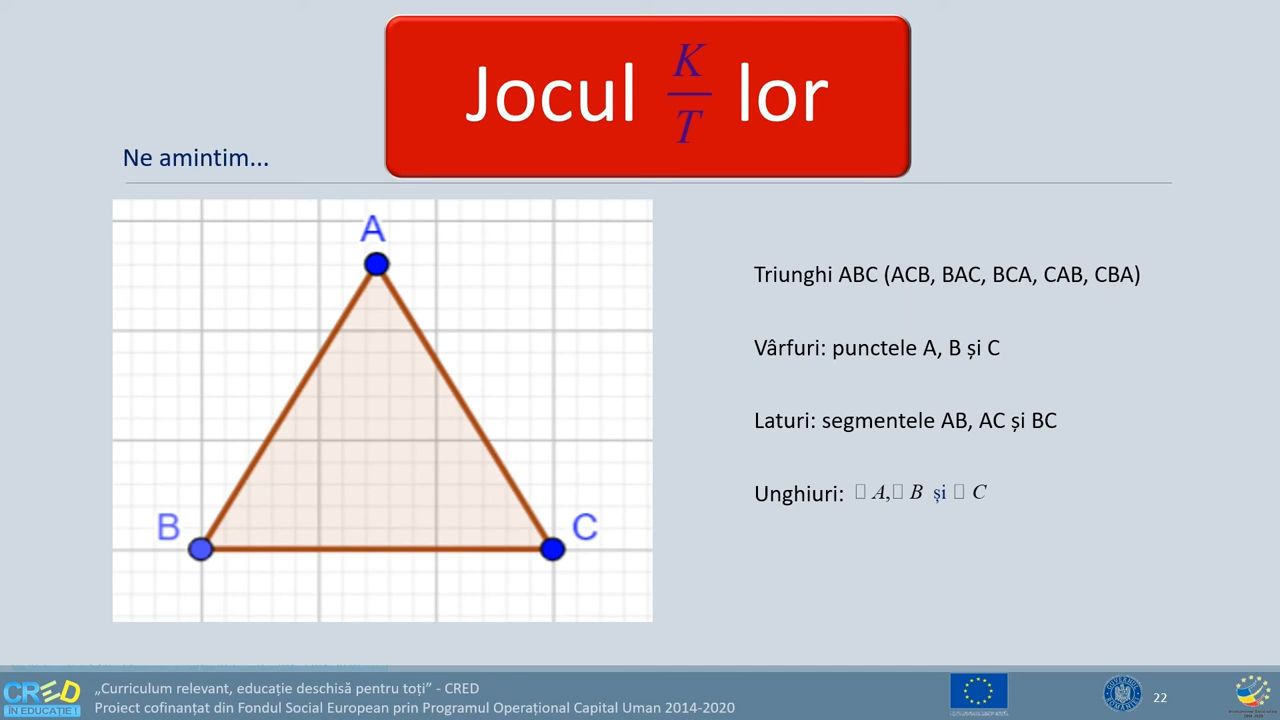 Jocul K/T lor
Ne amintim...
A
B
C
Triunghi ABC (ACB, BAC, BCA, CAB, CBA)
Vârfuri: punctele A, B și C
Laturi: segmentele AB, AC și BC
Unghiuri: □ A, □ B și □ C
CRED
ÎN EDUCAȚIE !
„Curriculum relevant, educație deschisă pentru toți” - CRED
Proiect cofinanțat din Fondul Social European prin Programul Operațional Capital Uman 2014-2020
22